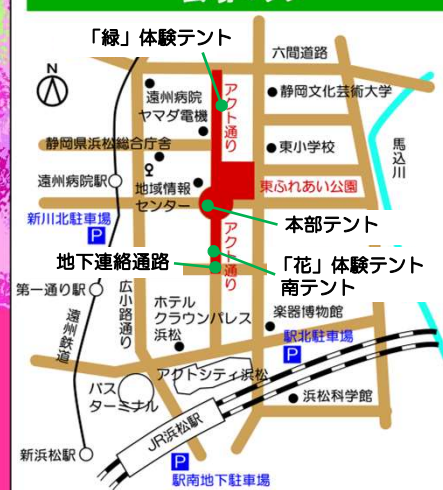 「緑」体験テント
六間道路
N
アクト通り
遠州病院
ヤマダ電機
静岡文化芸術大学
静岡県浜松総合庁舎
東小学校
馬込川
遠州病院駅
地域情報
センター
東ふれあい公園
新川北駐車場
P
本部テント
地下連絡通路
アクト通り
「花」体験テント
南テント
第一通り駅
広小路通り
ホテル
クラウンパレス
浜松
楽器博物館
遠州鉄道
駅北駐車場
P
バス
ターミナル
アクトシティ浜松
浜松科学館
JR浜松駅
新浜松駅
P
駅南地下駐車場